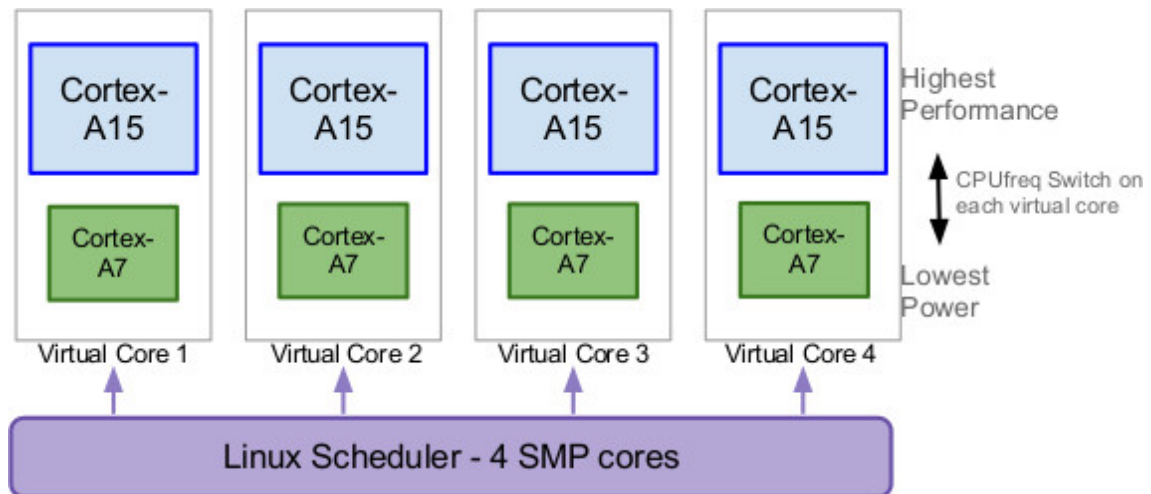 Cortex-
A15
Cortex-
A15
Cortex-
A15
Cortex-
A15
Highest
Performance
CPUfreq Switch on
each virtual core
Cortex-
A7
Cortex-
A7
Cortex-
A7
Cortex-
A7
Lowest
Power
Virtual Core 1
Virtual Core 2
Virtual Core 3
Virtual Core 4
Linux Scheduler - 4 SMP cores